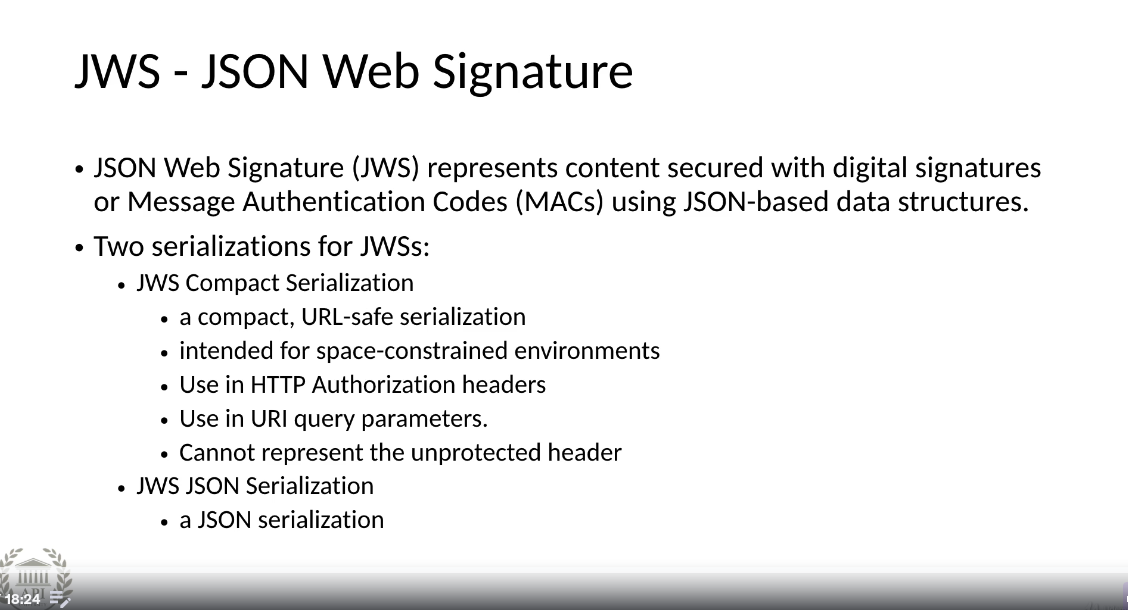 JWS - JSON Web Signature
• JSON Web Signature (JWS) represents content secured with digital signatures
or Message Authentication Codes (MACs) using JSON-based data structures.
• Two serializations for JWSs:
• JWS Compact Serialization
• a compact, URL-safe serialization
• intended for space-constrained environments
• Use in HTTP Authorization headers
• Use in URI query parameters.
• Cannot represent the unprotected header
• JWS JSON Serialization
• a JSON serialization
API
/ 18:24